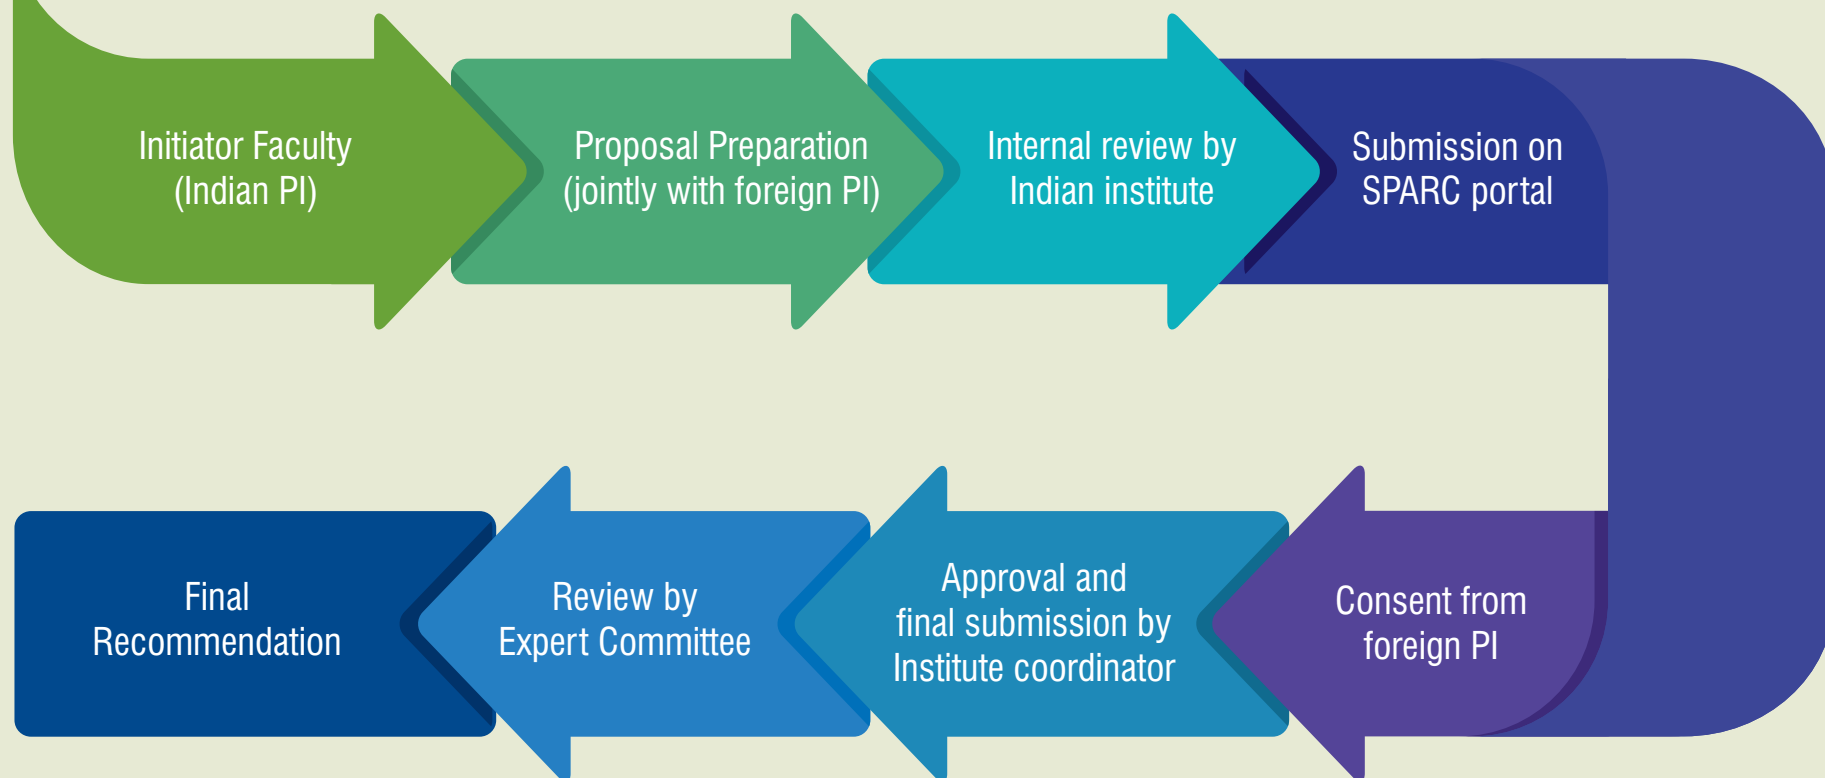 Initiator Faculty
(Indian PI)
Proposal Preparation
(jointly with foreign PI)
Internal review by
Indian institute
Submission on
SPARC portal
Consent from
foreign PI
Approval and
final submission by
Institute coordinator
Review by
Expert Committee
Final
Recommendation